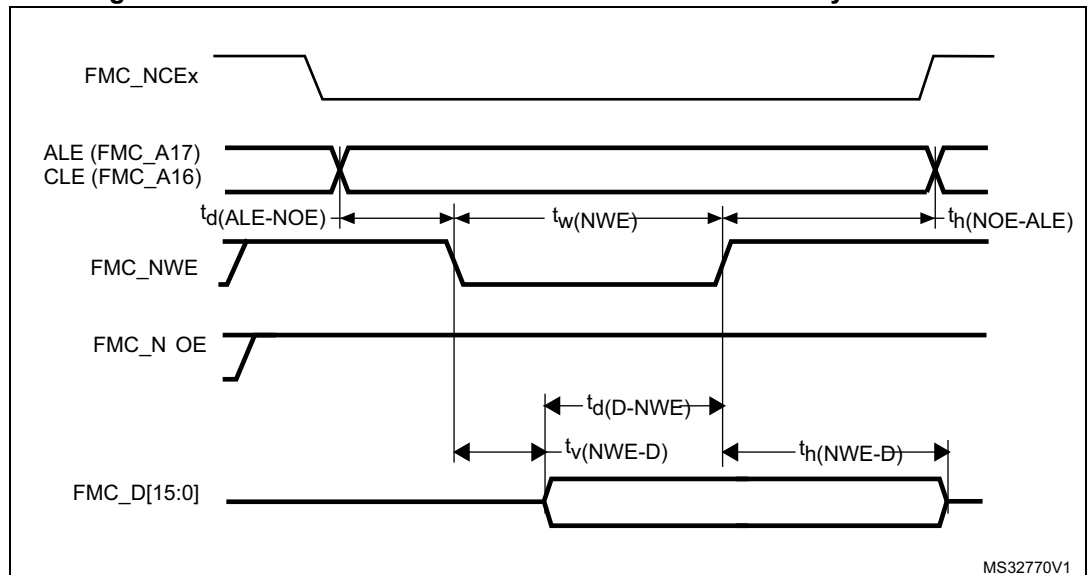 FMC_NCEx
ALE (FMC_A17)
CLE (FMC_A16)
td(ALE-NOE)
tw(NWE)
th(NOE-ALE)
FMC_NWE
FMC_N OE
td(D-NWE)
tv(NWE-D)
th(NWE-D)
FMC_D[15:0]
MS32770V1